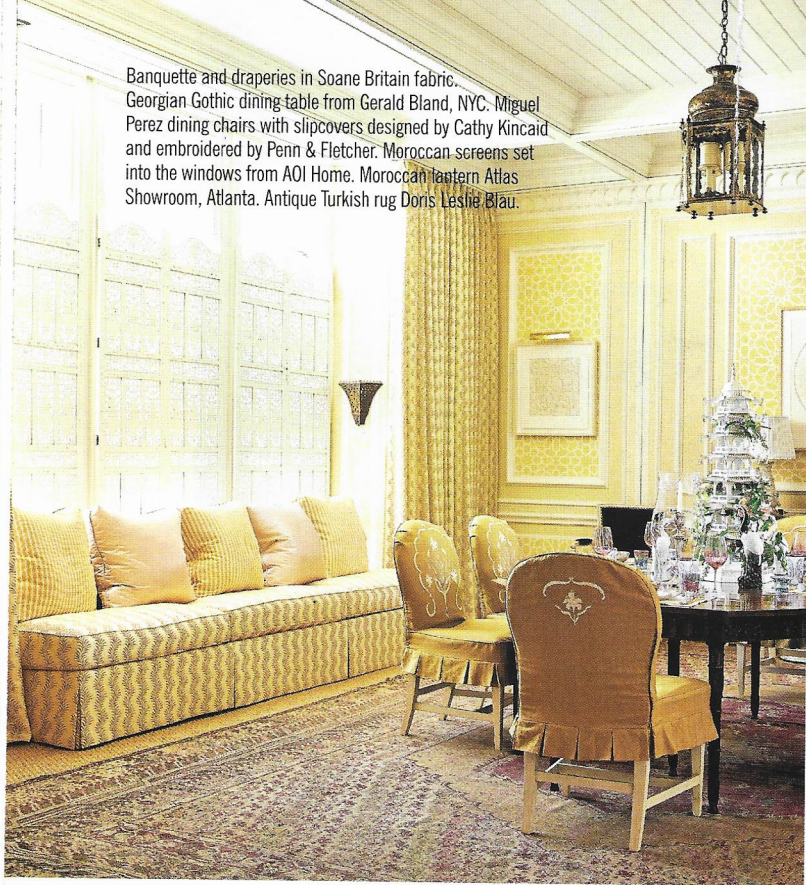 Banquette and draperies in Soane Britain fabric.
Georgian Gothic dining table from Gerald Bland, NYC. Miguel
Perez dining chairs with slipcovers designed by Cathy Kincaid
and embroidered by Penn & Fletcher. Moroccan screens set
into the windows from AOI Home. Moroccan lantern Atlas
Showroom, Atlanta. Antique Turkish rug Doris Leslie Blau.